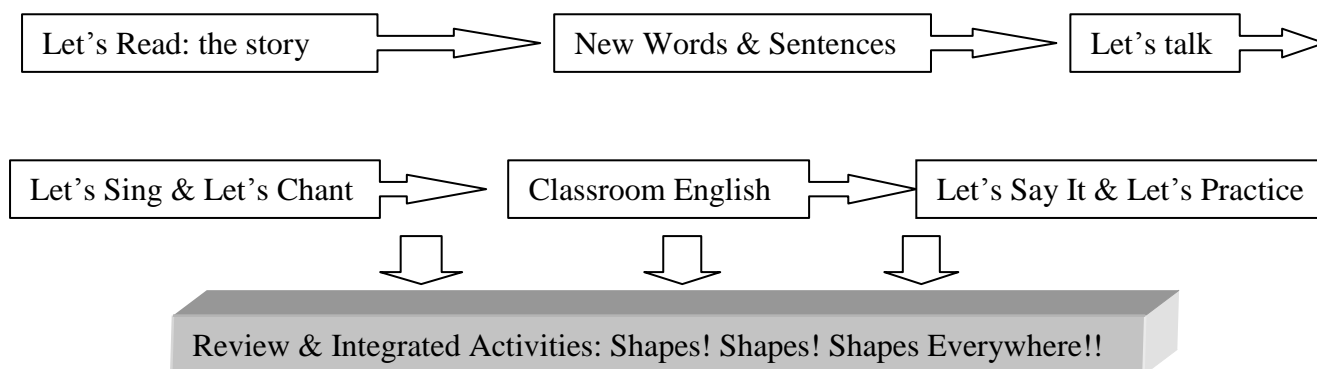 Let’s Read: the story
New Words & Sentences
Let’s talk
Let’s Sing & Let’s Chant
Classroom English
Let’s Say It & Let’s Practice
Review & Integrated Activities: Shapes! Shapes! Shapes Everywhere!!